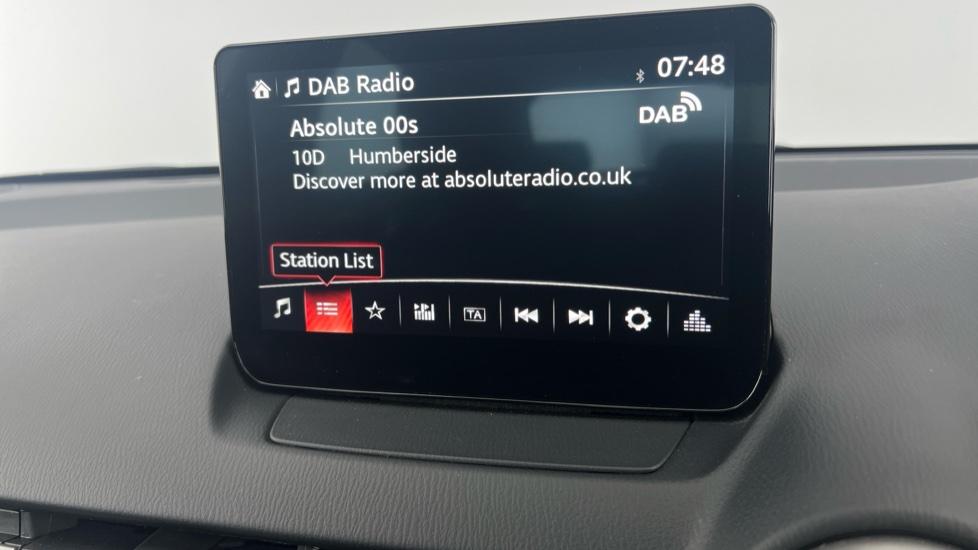 DAB Radio 07:48
Absolute 00s DAB
10D Humberside
Discover more at absoluteradio.co.uk
Station List
TA